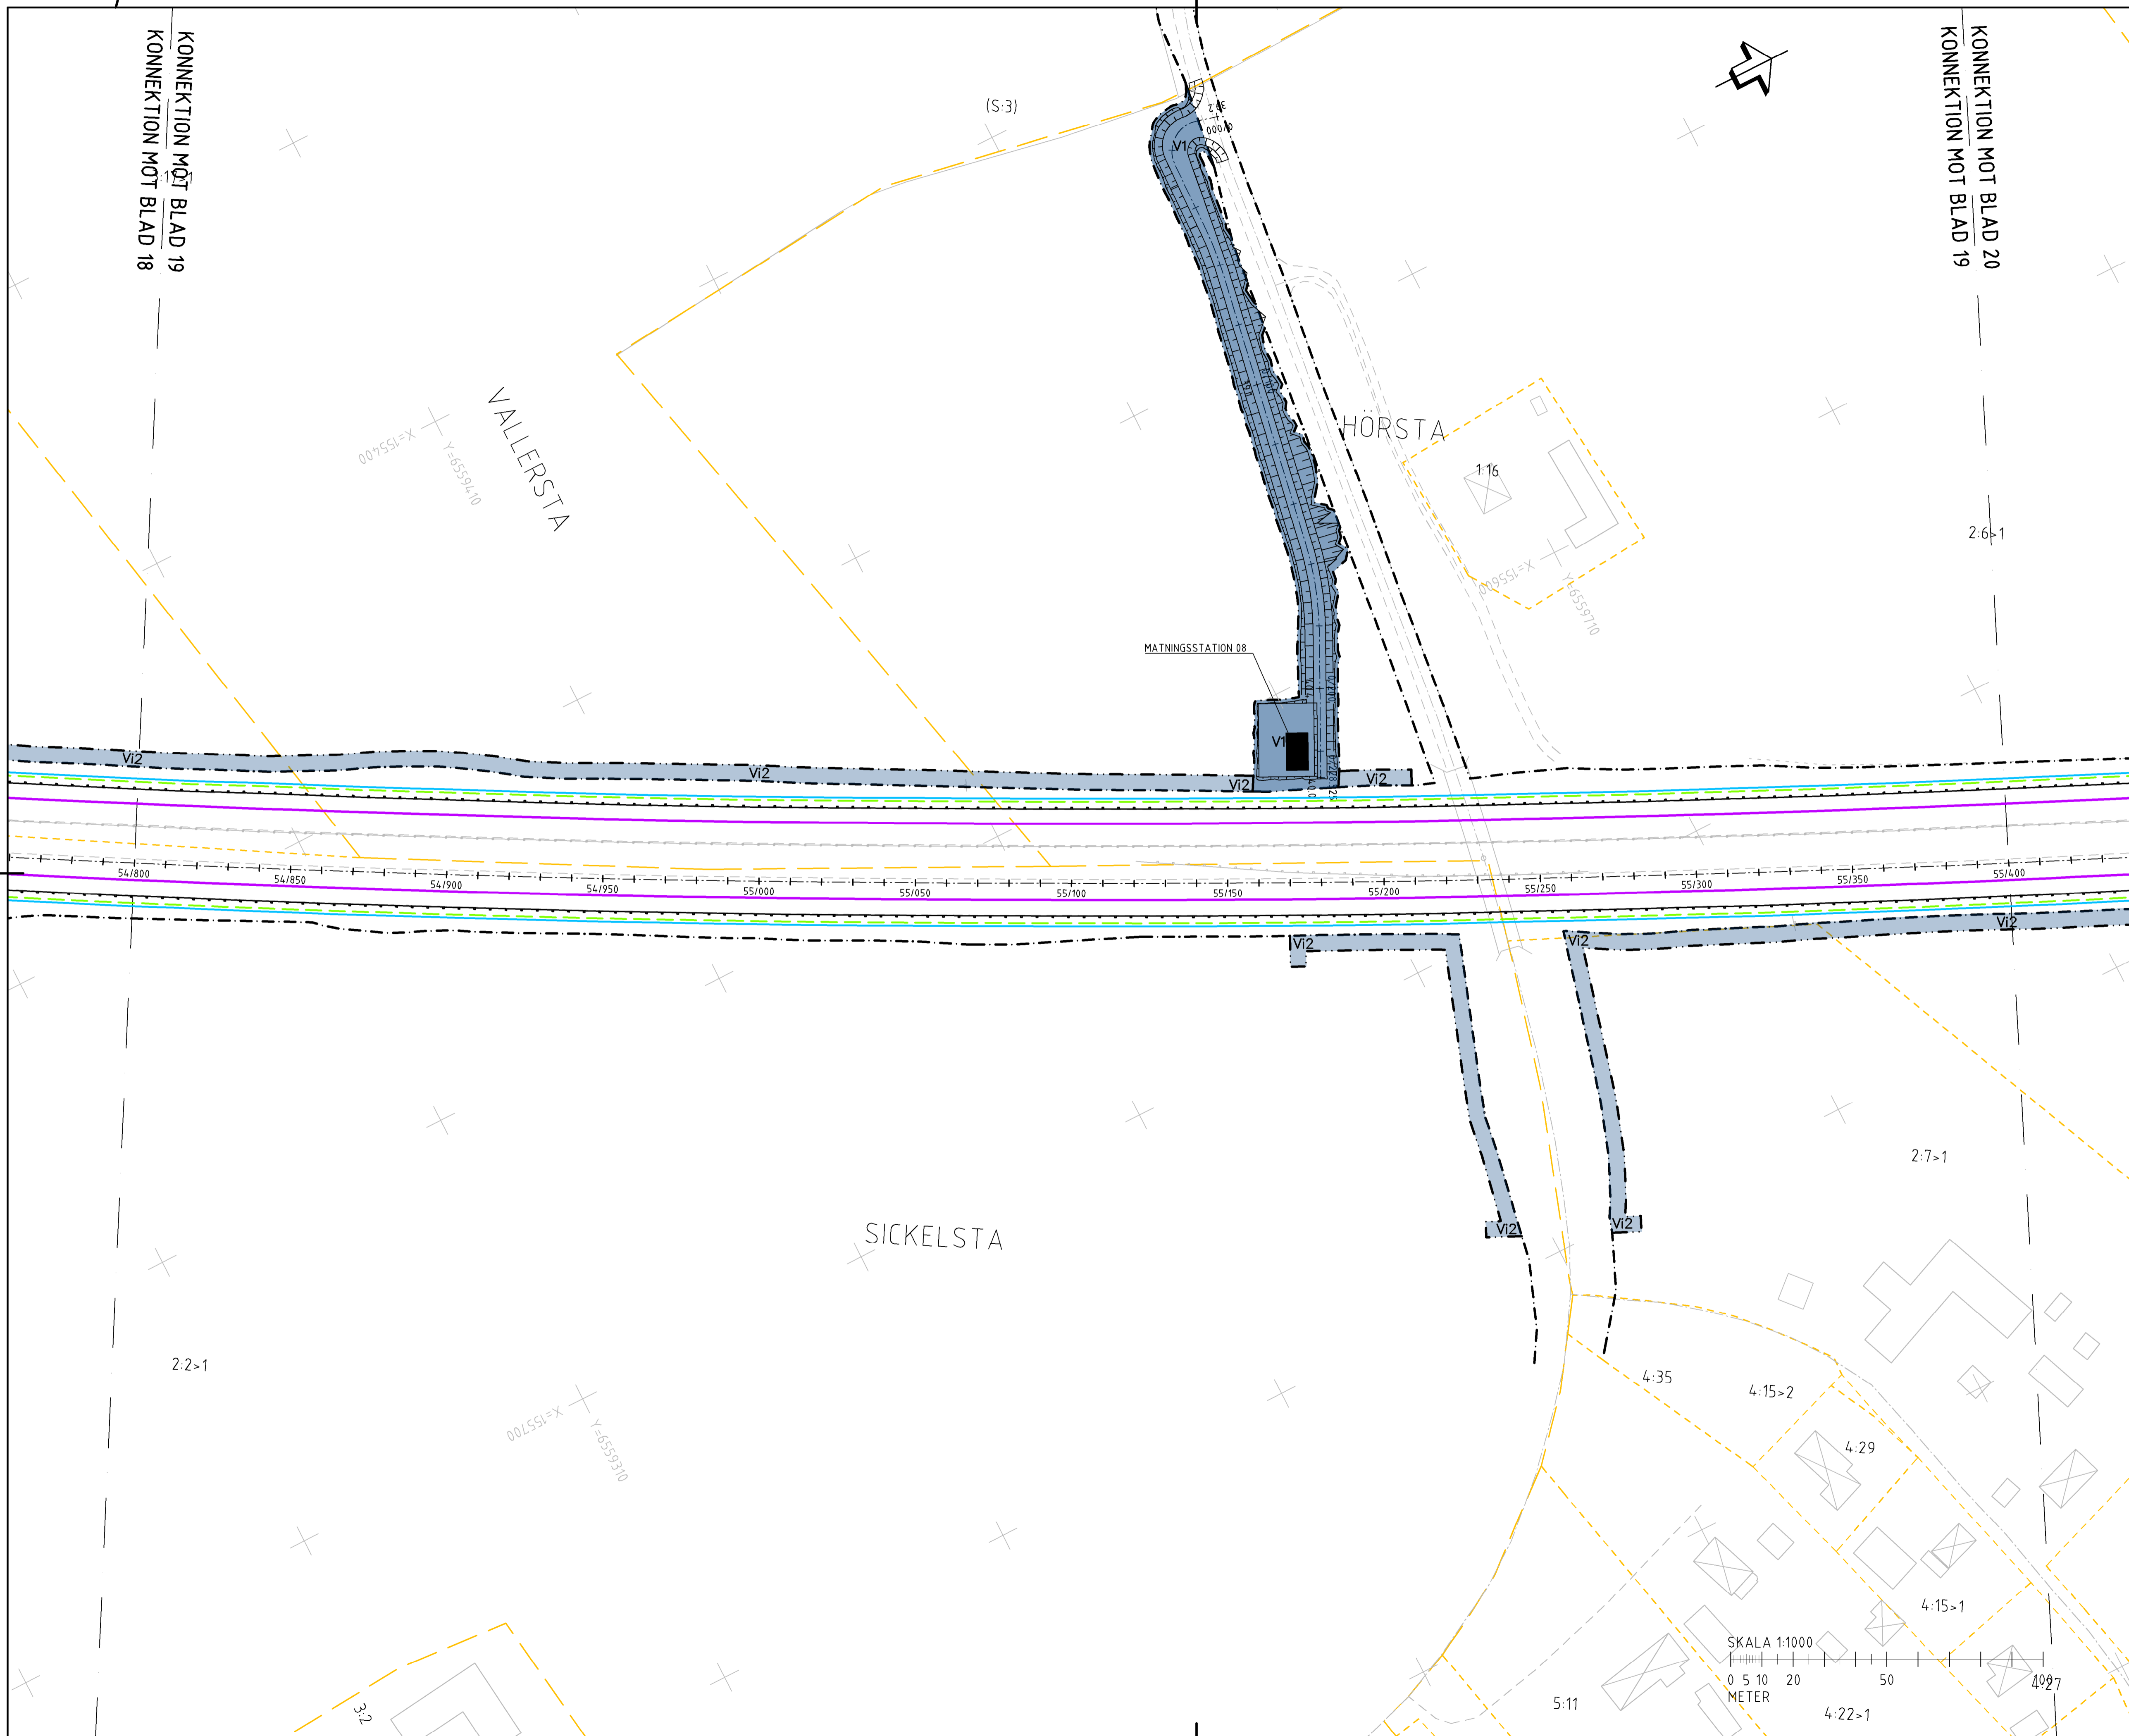 KONNEKTION MOT BLAD 19
KONNEKTION MOT BLAD 18
KONNEKTION MOT BLAD 20
KONNEKTION MOT BLAD 19
(S:3)
V1
0/000
VALLERSTA
X=155400
Y=6559410
HÖRSTA
1:16
X=155600
Y=6559710
2:6>1
MATNINGSSTATION 08
V1
Vi2
Vi2
Vi2
Vi2
54/800
54/850
54/900
54/950
55/000
55/050
55/100
55/150
55/200
55/250
55/300
55/350
55/400
Vi2
Vi2
Vi2
2:7>1
Vi2
Vi2
SICKELSTA
2:2>1
X=155700
Y=6559310
4:35
4:15>2
4:29
4:15>1
3:2
5:11
SKALA 1:1000
0 5 10 20 50 100
METER
4:27
4:22>1